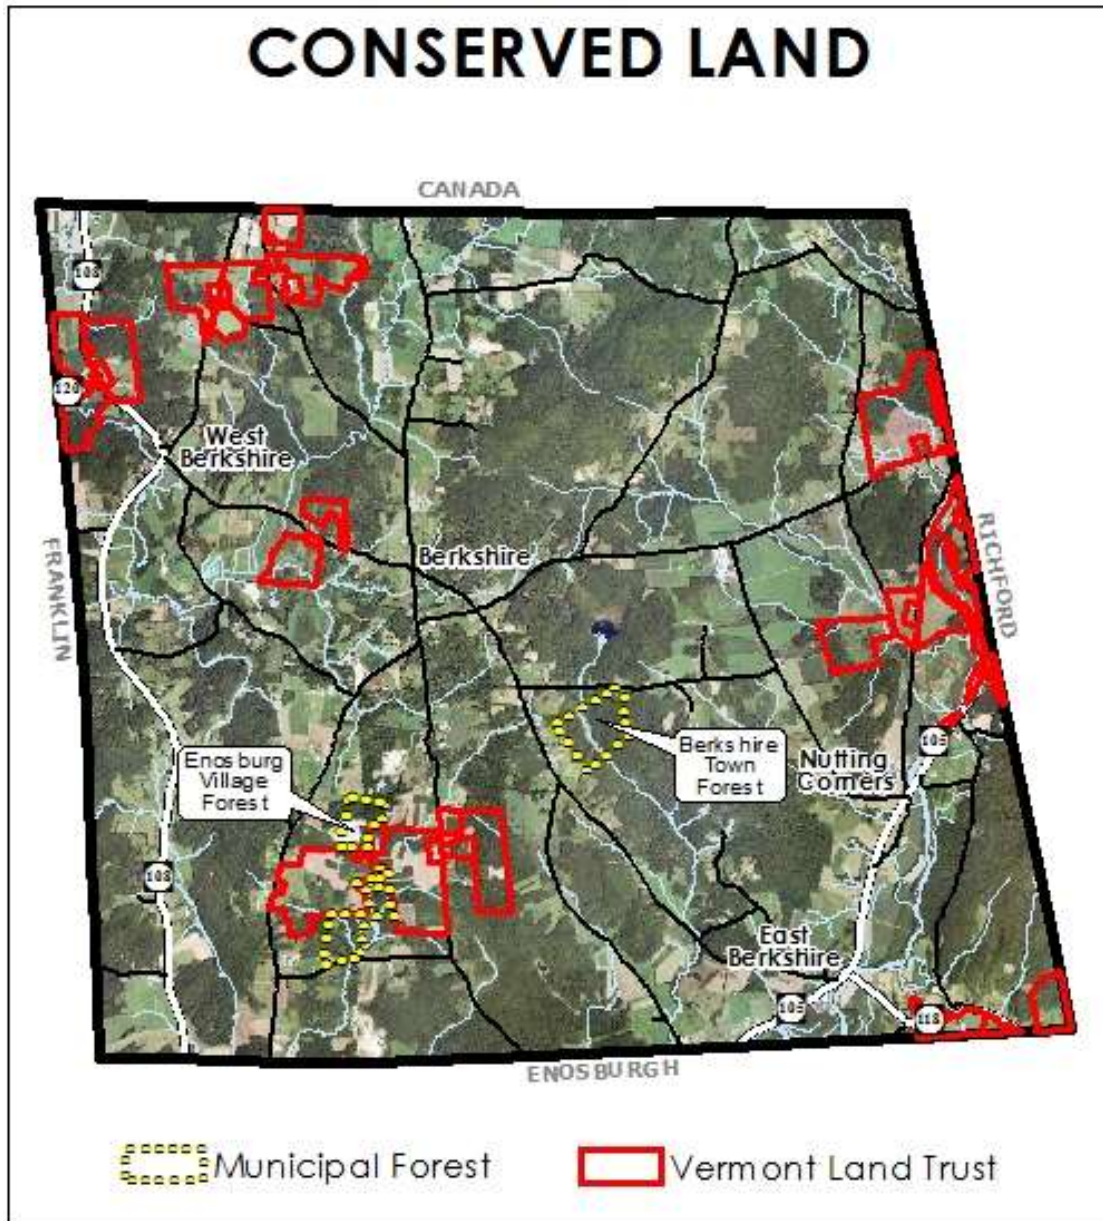 CONSERVED LAND
CANADA
108
120
West
Berkshire
FRANKLIN
Berkshire
RICHFORD
Enosburg
Village
Forest
Berkshire
Town
Forest
105
Nutting
Corners
108
East
Berkshire
105
118
ENOSBURGH
Municipal Forest
Vermont Land Trust